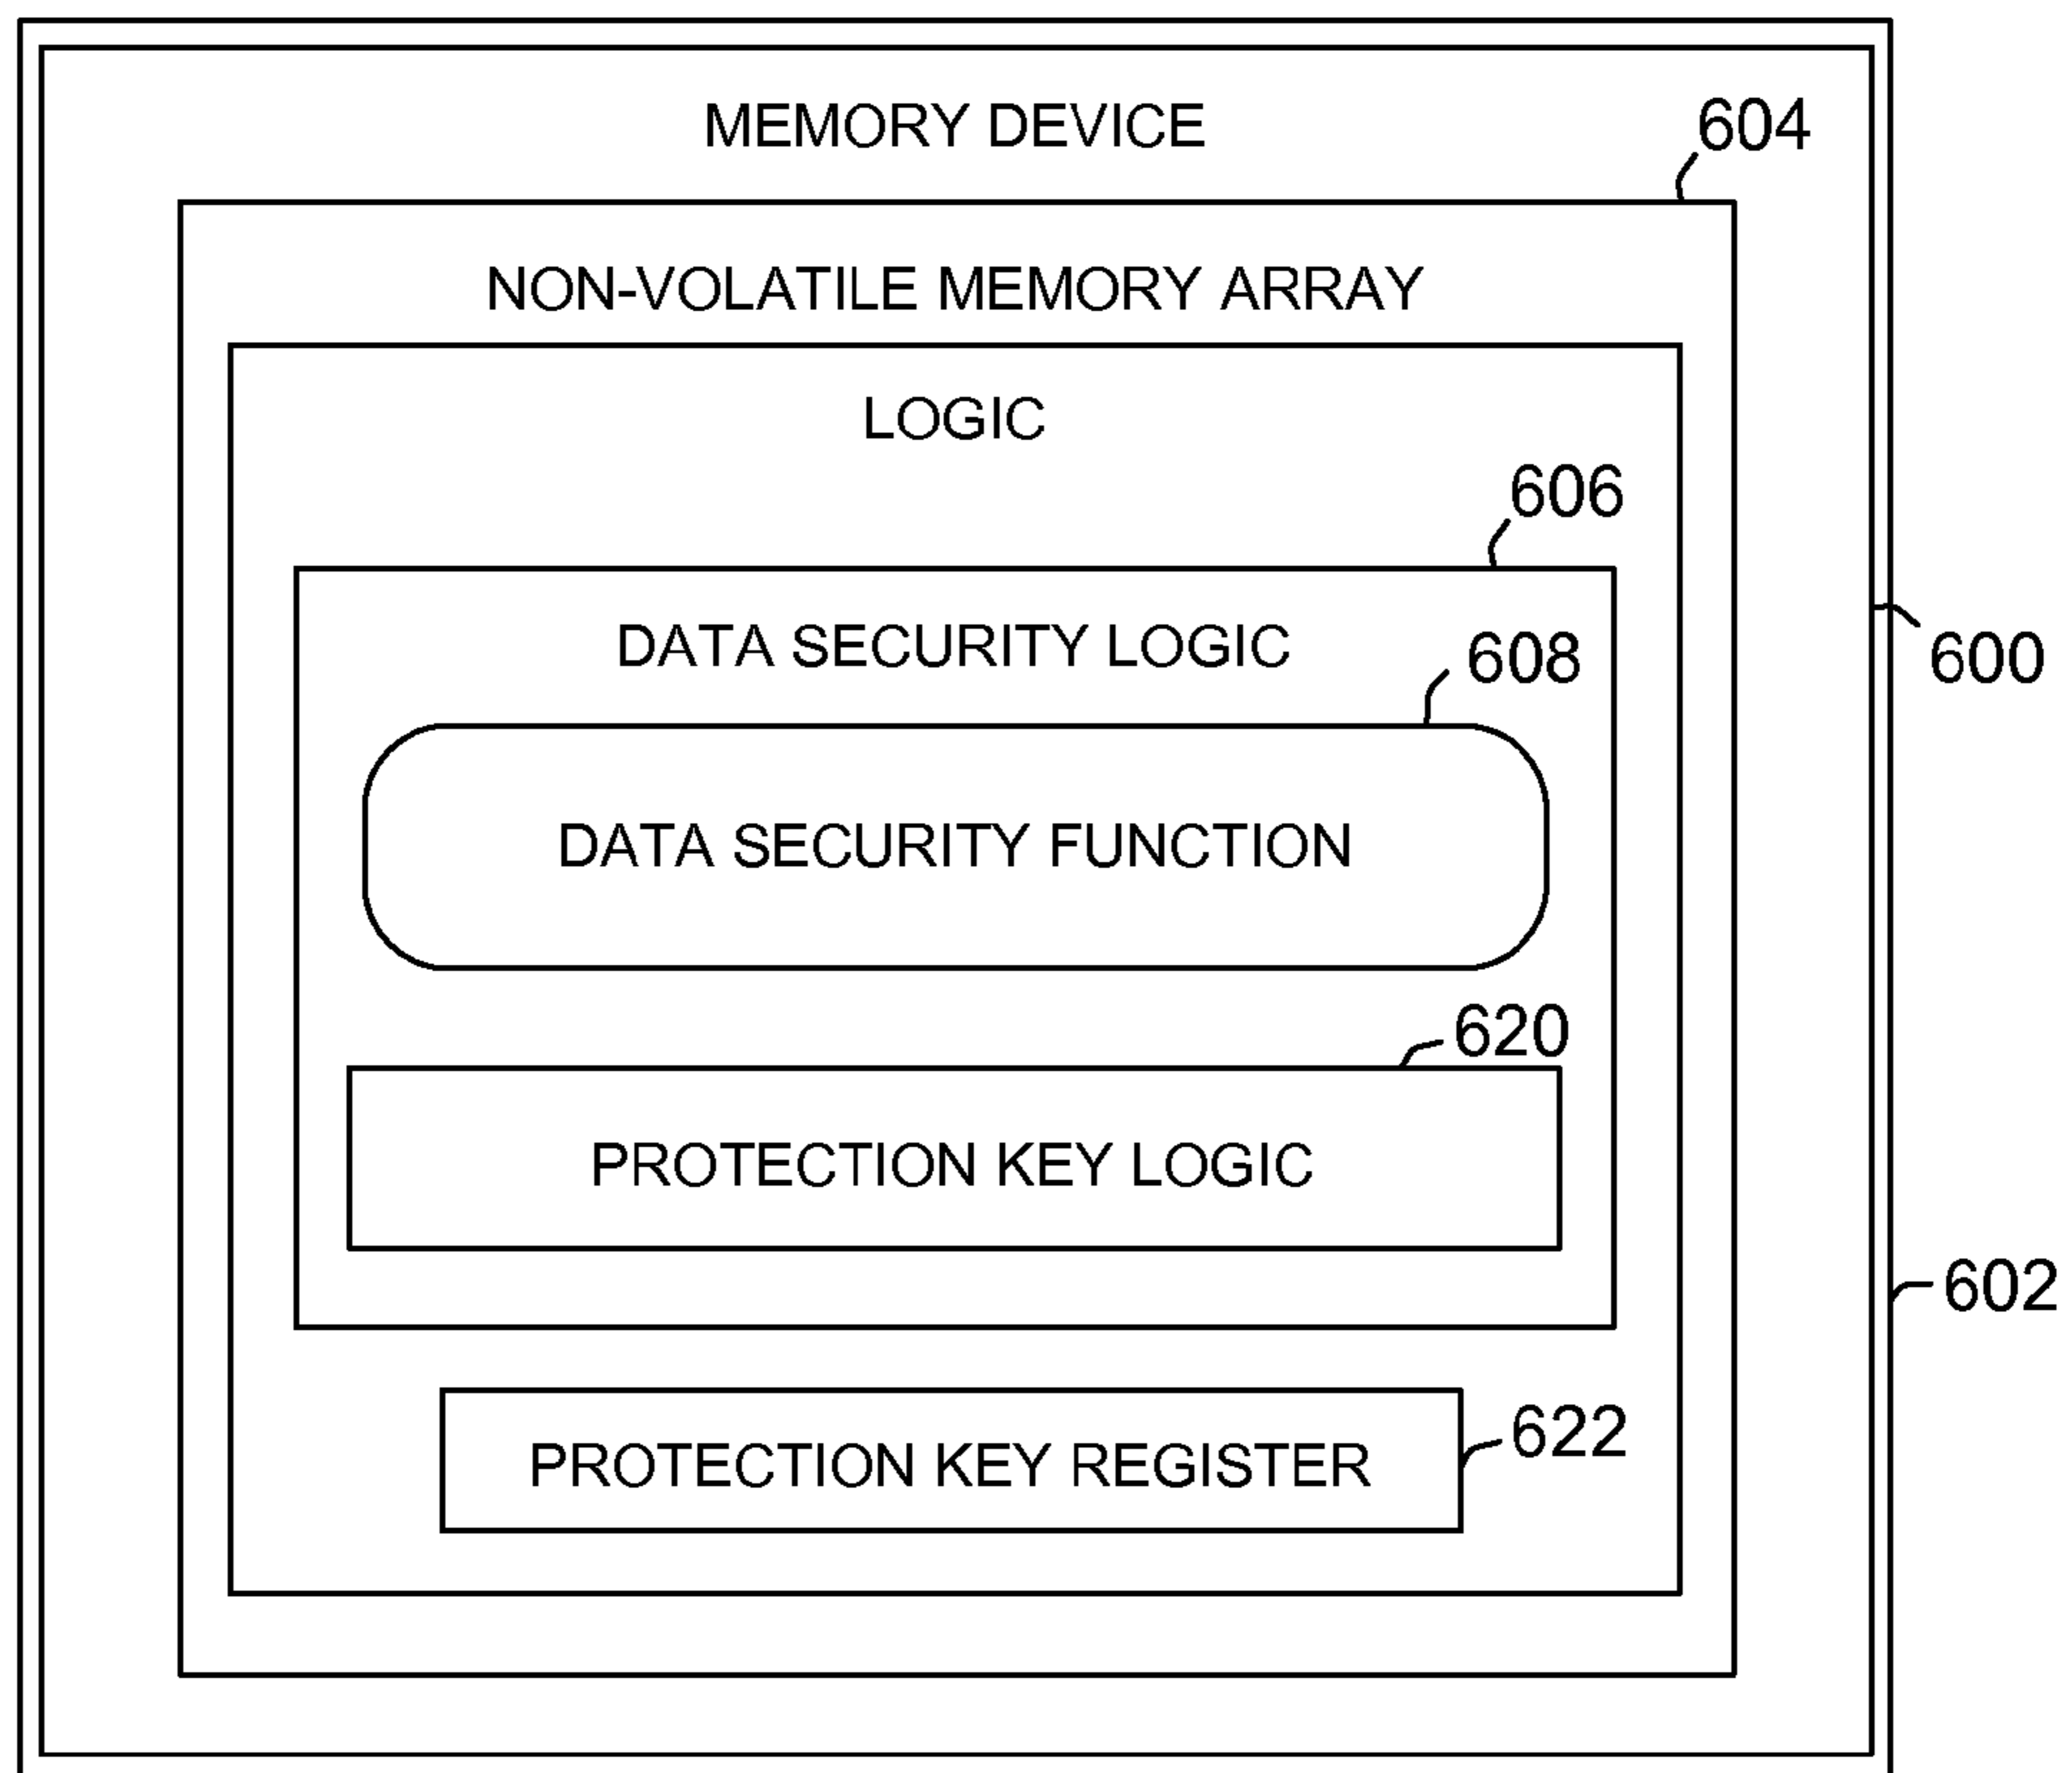 MEMORY DEVICE
604
NON-VOLATILE MEMORY ARRAY
LOGIC
606
DATA SECURITY LOGIC
608
600
DATA SECURITY FUNCTION
620
PROTECTION KEY LOGIC
602
622
PROTECTION KEY REGISTER